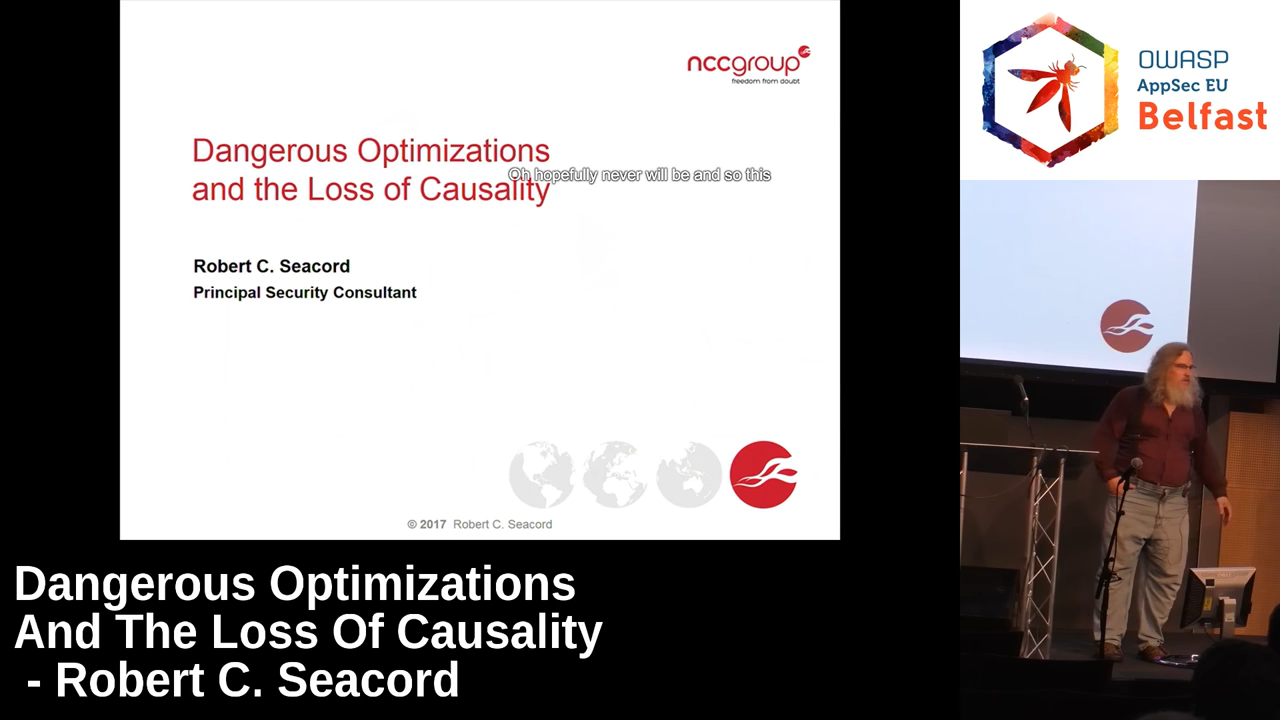 nccgroup
freedom from doubt
Dangerous Optimizations
and the Loss of Causality
Oh hopefully never will be and so this
Robert C. Seacord
Principal Security Consultant
© 2017 Robert C. Seacord
OWASP
AppSec EU
Belfast
Dangerous Optimizations
And The Loss Of Causality
- Robert C. Seacord